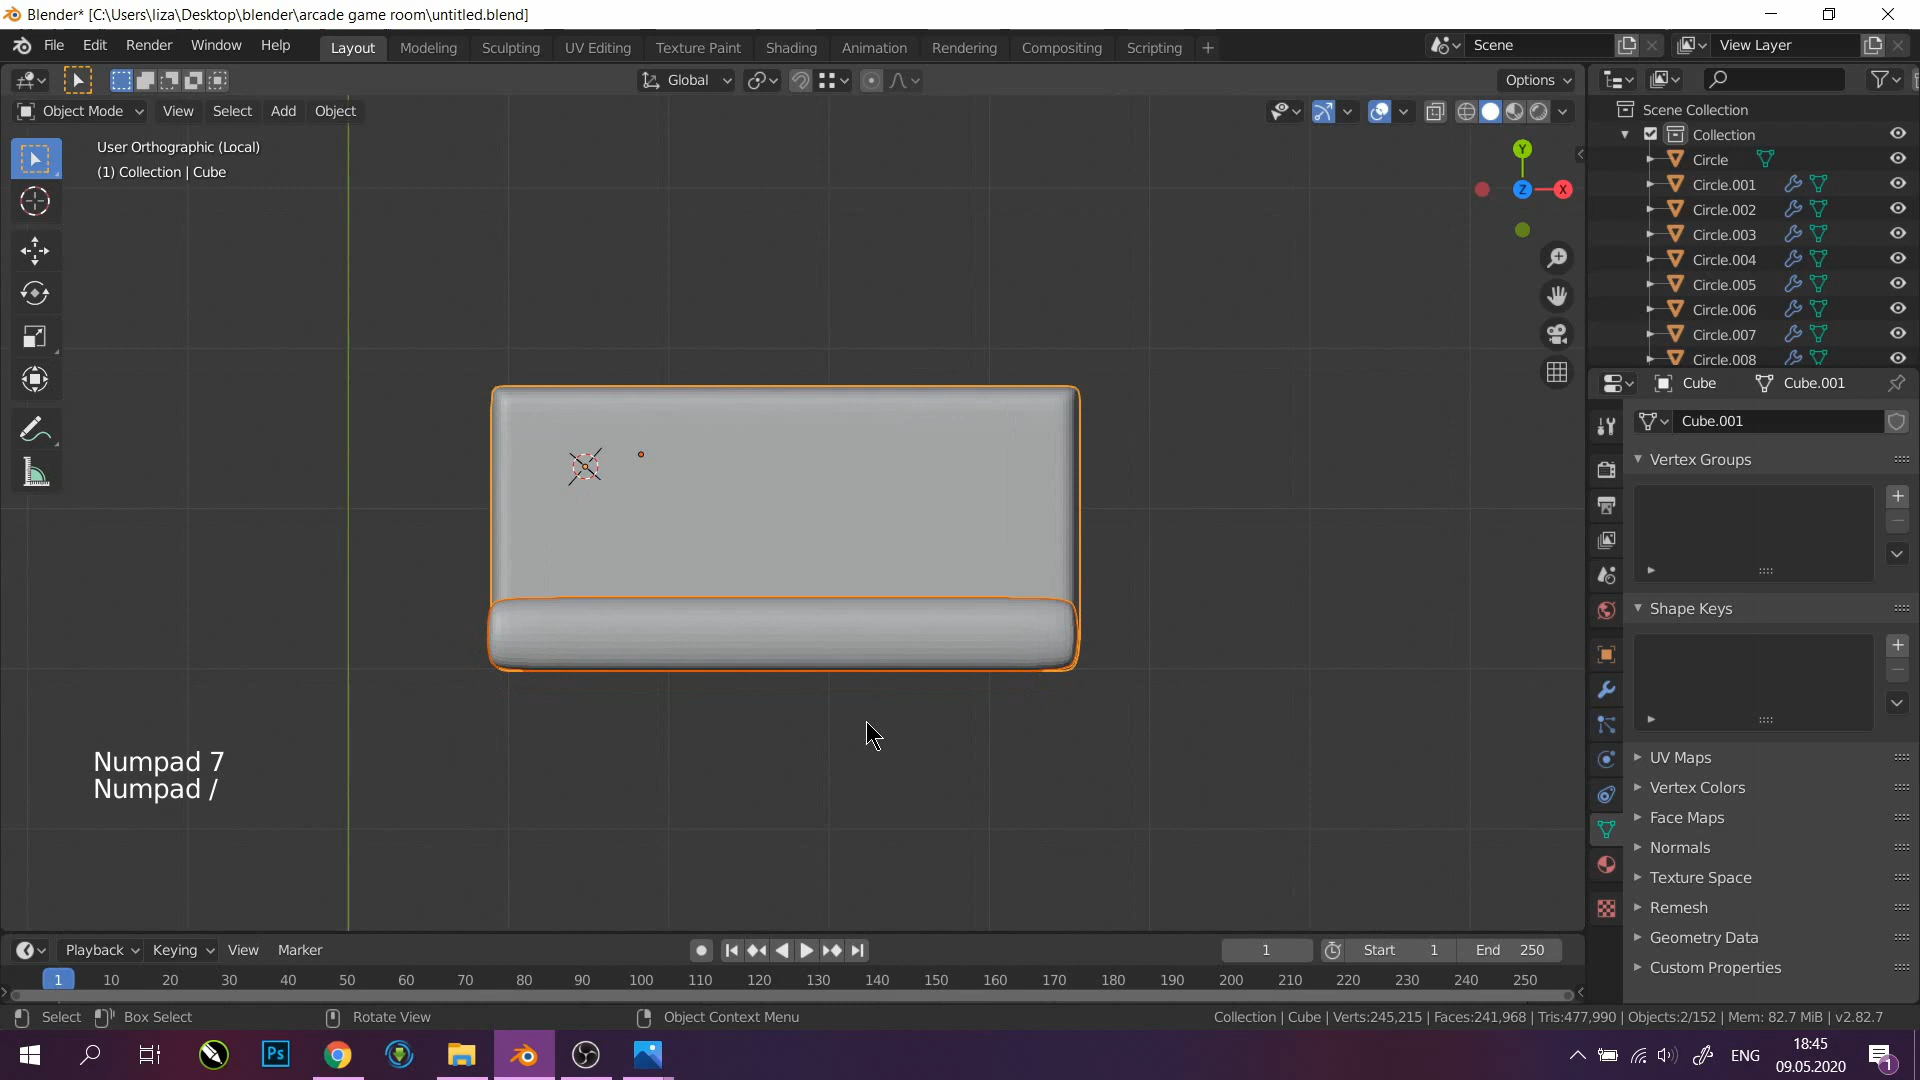 Blender* [C:\Users\liza\Desktop\blender\arcade game room\untitled.blend]
File Edit Render Window Help Layout Modeling Sculpting UV Editing Texture Paint Shading Animation Rendering Compositing Scripting + Scene View Layer
Global Options
Object Mode View Select Add Object
User Orthographic (Local)
(1) Collection | Cube
Y
Z X
Scene Collection
Collection
Circle
Circle.001
Circle.002
Circle.003
Circle.004
Circle.005
Circle.006
Circle.007
Circle.008
Cube Cube.001
Cube.001
Vertex Groups
Shape Keys
UV Maps
Vertex Colors
Face Maps
Normals
Texture Space
Remesh
Geometry Data
Custom Properties
Numpad 7
Numpad /
Playback Keying View Marker 1 Start 1 End 250
1 10 20 30 40 50 60 70 80 90 100 110 120 130 140 150 160 170 180 190 200 210 220 230 240 250
Select Box Select Rotate View Object Context Menu Collection | Cube | Verts:245,215 | Faces:241,968 | Tris:477,990 | Objects:2/152 | Mem: 82.7 MiB | v2.82.7
Ps ENG 18:45
09.05.2020
1